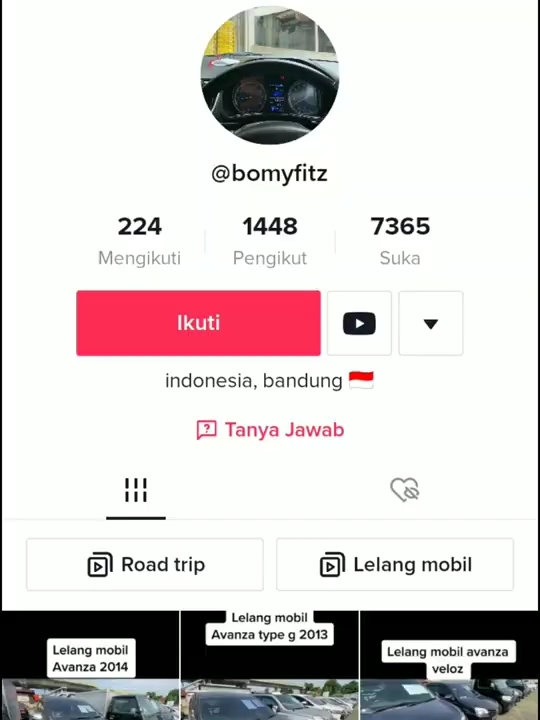 @bomyfitz
224 1448 7365
Mengikuti Pengikut Suka
Ikuti
indonesia, bandung 🇮🇩
Tanya Jawab
Road trip Lelang mobil
Lelang mobil
Avanza 2014
Lelang mobil
Avanza type g 2013
Lelang mobil avanza
veloz